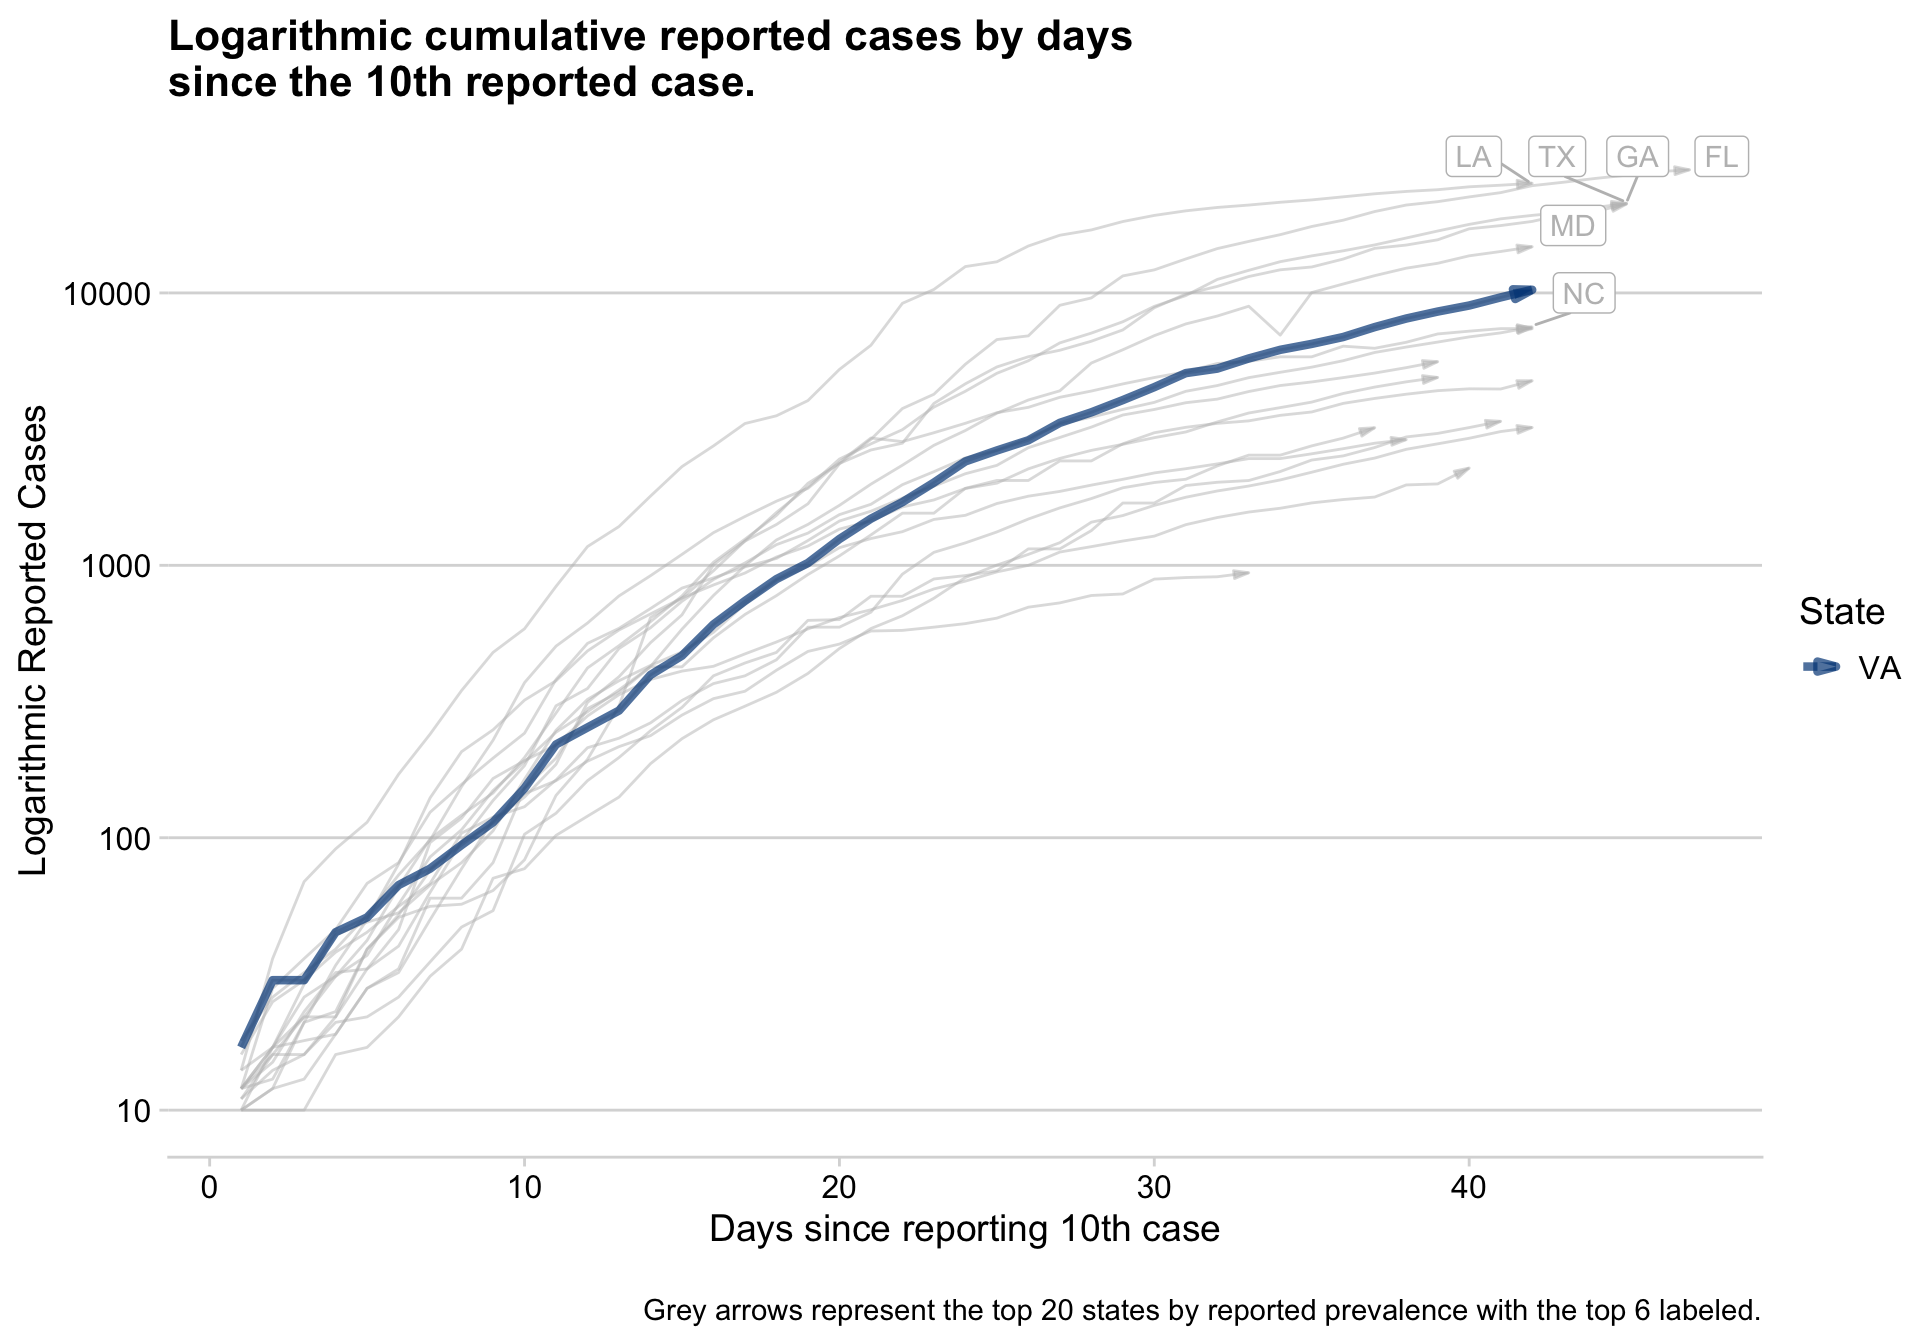 Logarithmic cumulative reported cases by days
since the 10th reported case.
LA TX GA FL
MD
NC
10000
1000
100
10
Logarithmic Reported Cases
0 10 20 30 40
Days since reporting 10th case
State
VA
Grey arrows represent the top 20 states by reported prevalence with the top 6 labeled.